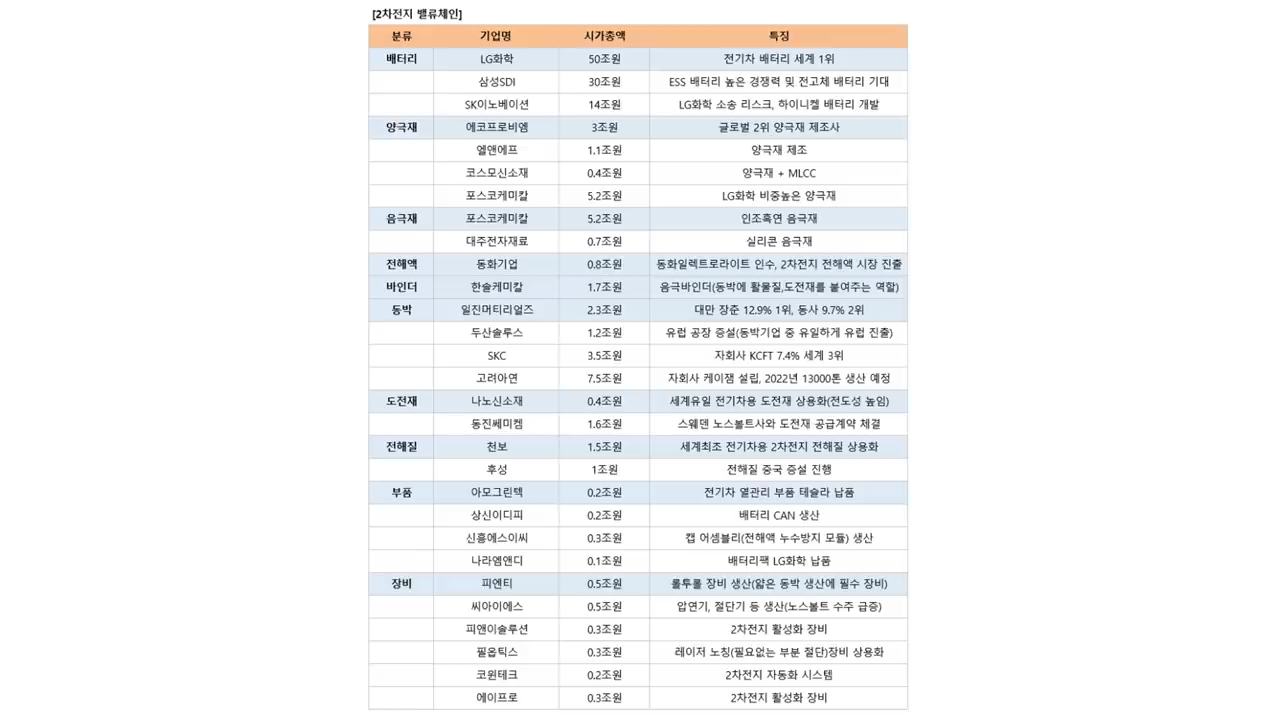 [2차전지 밸류체인]
분류 기업명 시가총액 특징
배터리 LG화학 50조원 전기차 배터리 세계 1위
삼성SDI 30조원 ESS 배터리 높은 경쟁력 및 전고체 배터리 기대
SK이노베이션 14조원 LG화학 소송 리스크, 하이니켈 배터리 개발
양극재 에코프로비엠 3조원 글로벌 2위 양극재 제조사
엘앤에프 1.1조원 양극재 제조
코스모신소재 0.4조원 양극재 + MLCC
포스코케미칼 5.2조원 LG화학 비중높은 양극재
음극재 포스코케미칼 5.2조원 인조흑연 음극재
대주전자재료 0.7조원 실리콘 음극재
전해액 동화기업 0.8조원 동화일렉트로라이트 인수, 2차전지 전해액 시장 진출
바인더 한솔케미칼 1.7조원 음극바인더(동박에 활물질,도전재를 붙여주는 역할)
동박 일진머티리얼즈 2.3조원 대만 장준 12.9% 1위, 동사 9.7% 2위
두산솔루스 1.2조원 유럽 공장 증설(동박기업 중 유일하게 유럽 진출)
SKC 3.5조원 자회사 KCFT 7.4% 세계 3위
고려아연 7.5조원 자회사 케이잼 설립, 2022년 13000톤 생산 예정
도전재 나노신소재 0.4조원 세계유일 전기차용 도전재 상용화(전도성 높임)
동진쎄미켐 1.6조원 스웨덴 노스볼트사와 도전재 공급계약 체결
전해질 천보 1.5조원 세계최초 전기차용 2차전지 전해질 상용화
후성 1조원 전해질 중국 증설 진행
부품 아모그린텍 0.2조원 전기차 열관리 부품 테슬라 납품
상신이디피 0.2조원 배터리 CAN 생산
신흥에스이씨 0.3조원 캡 어셈블리(전해액 누수방지 모듈) 생산
나라엠앤디 0.1조원 배터리팩 LG화학 납품
장비 피엔티 0.5조원 롤투롤 장비 생산(얇은 동박 생산에 필수 장비)
씨아이에스 0.5조원 압연기, 절단기 등 생산(노스볼트 수주 급증)
피앤이솔루션 0.3조원 2차전지 활성화 장비
필옵틱스 0.3조원 레이저 노칭(필요없는 부분 절단)장비 상용화
코윈테크 0.2조원 2차전지 자동화 시스템
에이프로 0.3조원 2차전지 활성화 장비